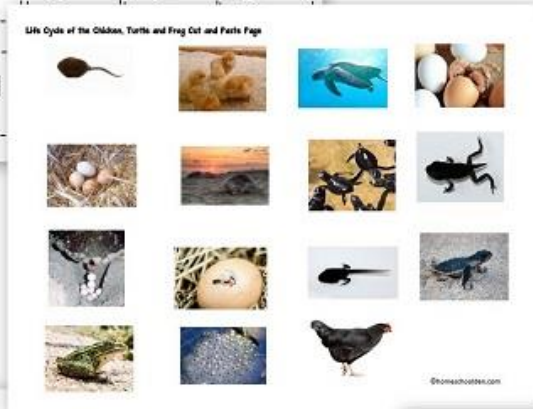 Life Cycle of the Chicken, Turtle and Frog Cut and Paste Page
©homeschoolden.com